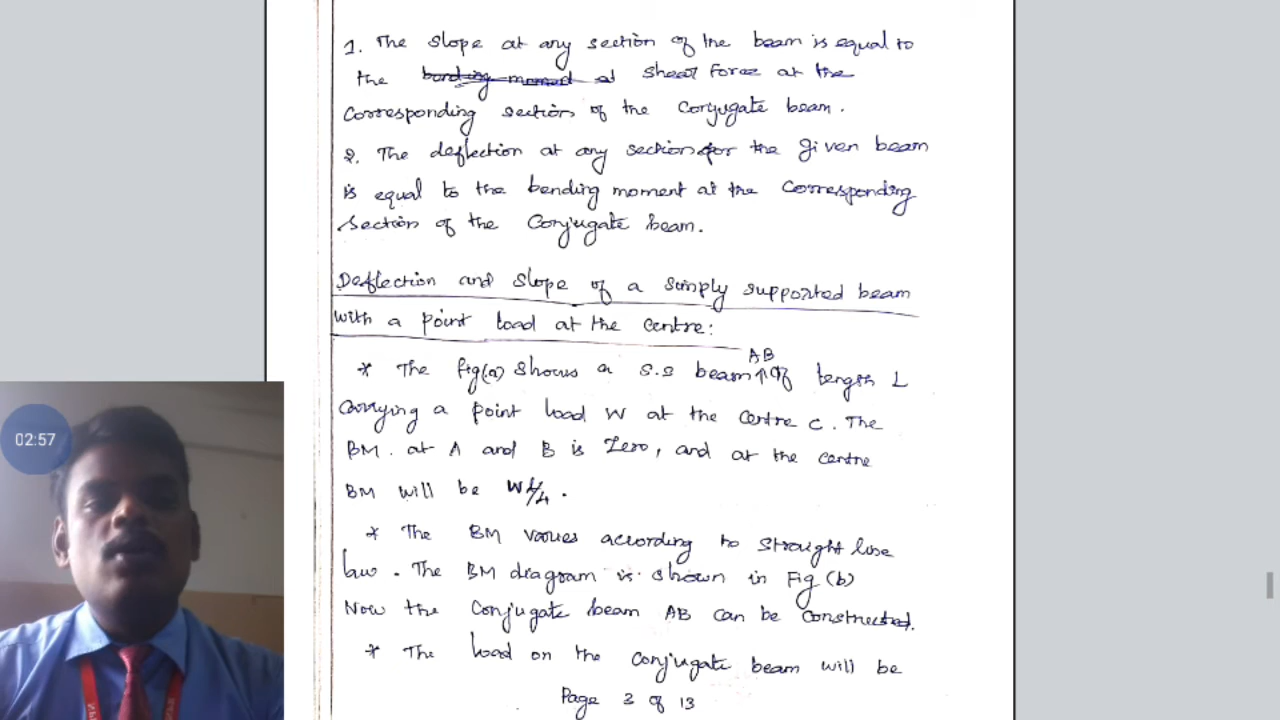 1. The slope at any section of the beam is equal to
the bending moment at shear force at the
corresponding section of the conjugate beam.
2. The deflection at any section for the given beam
is equal to the bending moment at the corresponding
section of the conjugate beam.
Deflection and slope of a simply supported beam
with a point load at the centre:
* The fig(a) shows a S.S beam AB of length L
carrying a point load W at the centre C. The
BM. at A and B is zero, and at the centre
BM will be WL/4.
* The BM varies according to straight line
law. The BM diagram is shown in Fig (b)
Now the conjugate beam AB can be constructed.
* The load on the conjugate beam will be
Page 3 of 13
02:57